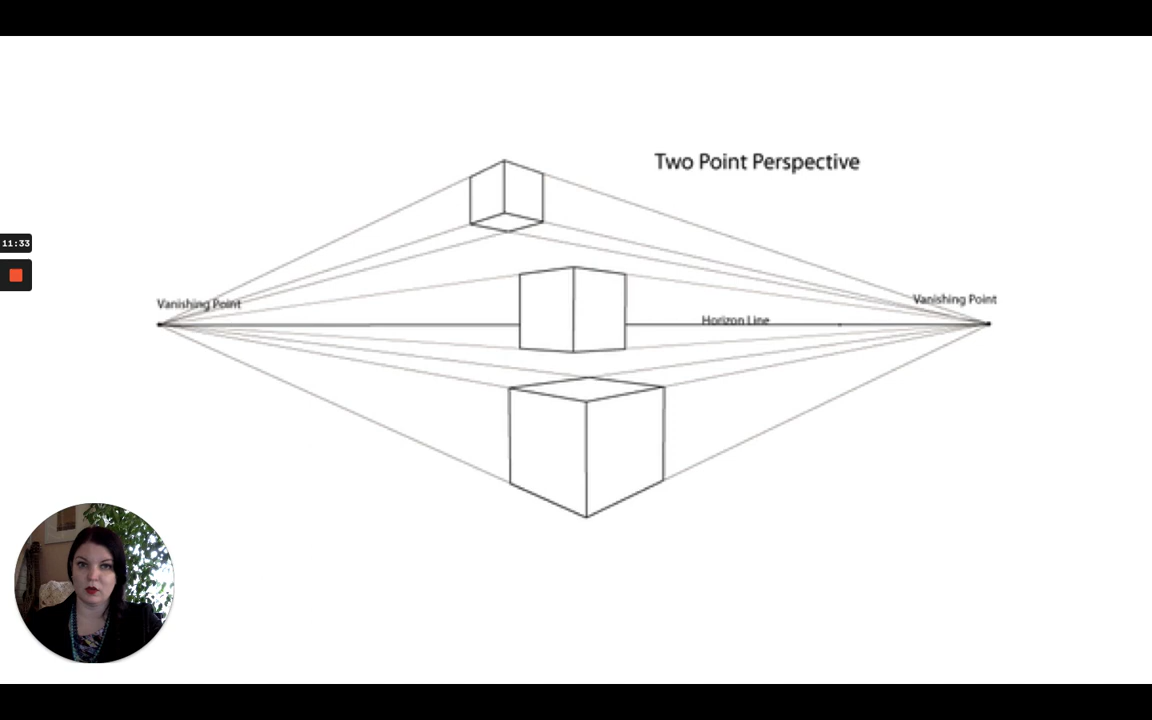 Two Point Perspective
11:33
Vanishing Point
Vanishing Point
Horizon Line